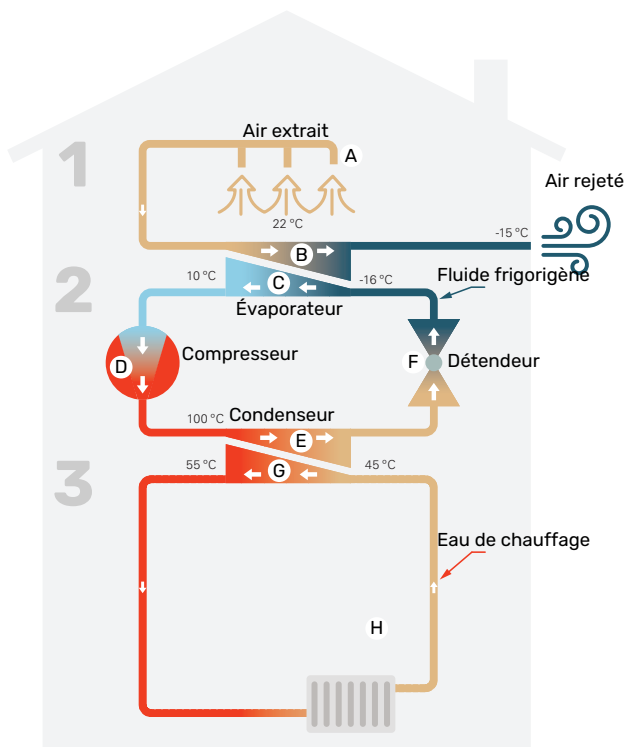 Air extrait
A
1
Air rejeté
22 °C
-15 °C
B
2
10 °C
C
-16 °C
Fluide frigorigène
Évaporateur
D
Compresseur
F
Détendeur
100 °C
Condenseur
E
3
55 °C
G
45 °C
Eau de chauffage
H